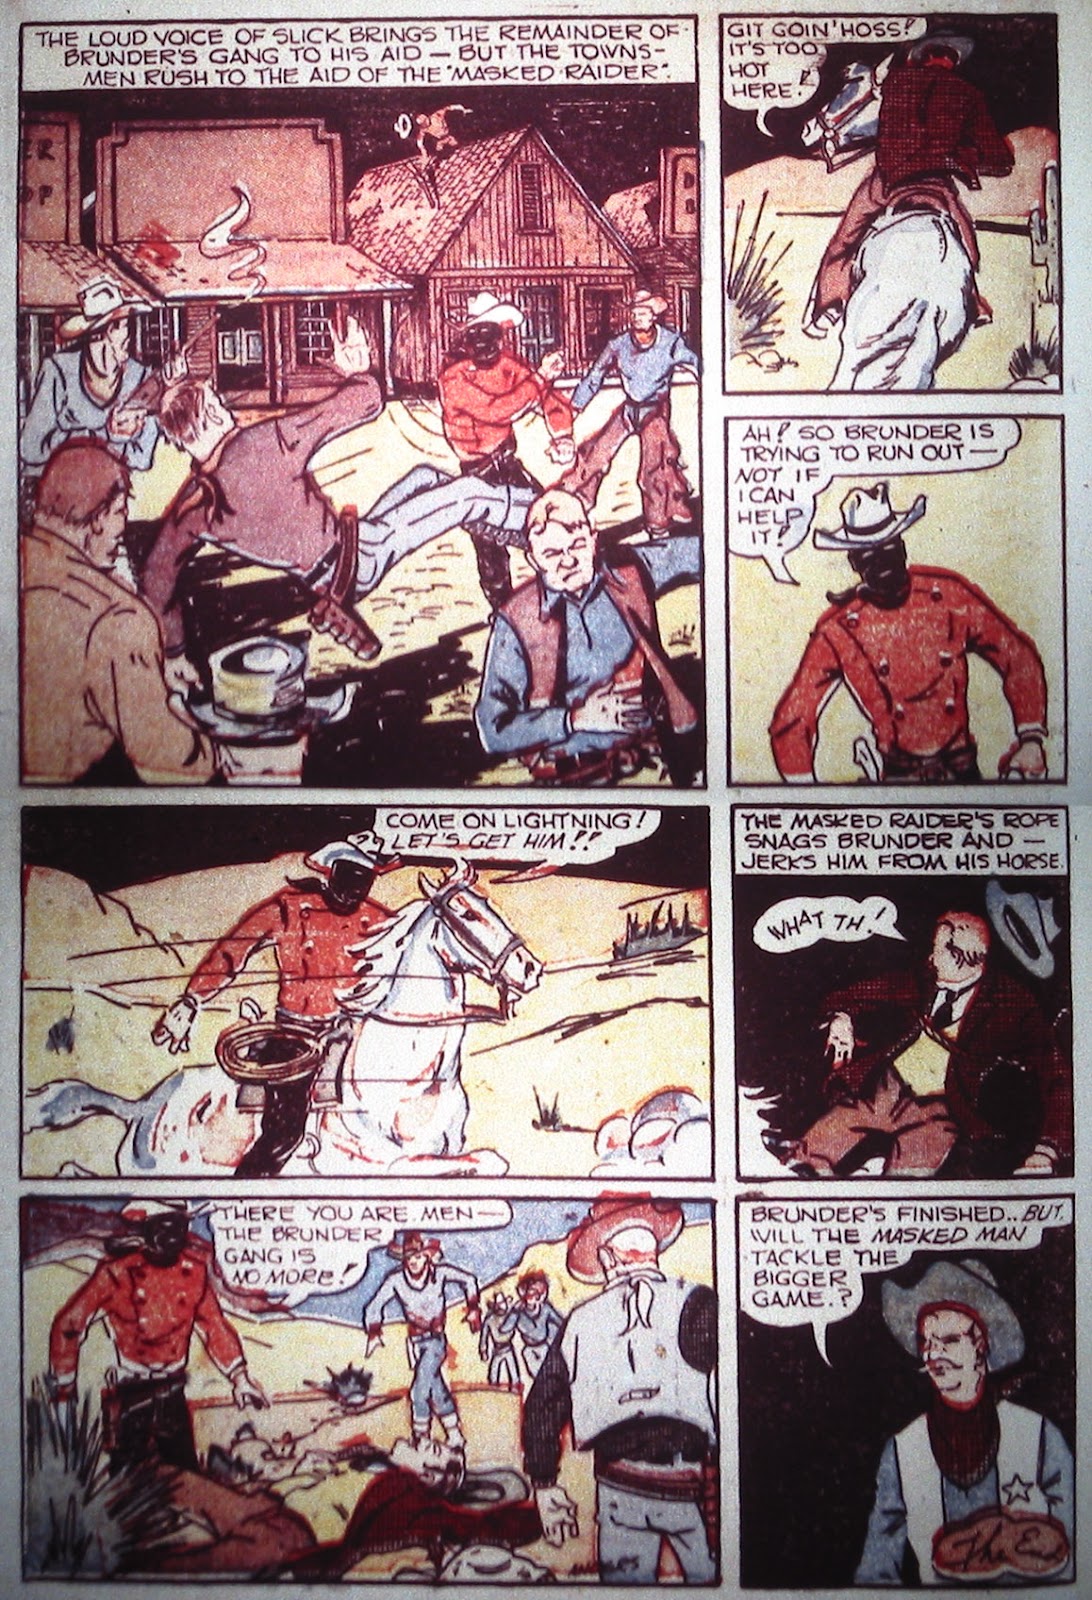 THE LOUD VOICE OF SLICK BRINGS THE REMAINDER OF
BRUNDER'S GANG TO HIS AID — BUT THE TOWNS-
MEN RUSH TO THE AID OF THE "MASKED RAIDER".
GIT GOIN' HOSS!
IT'S TOO
HOT
HERE!
AH! SO BRUNDER IS
TRYING TO RUN OUT —
NOT IF
I CAN
HELP
IT!
COME ON LIGHTNING!
LET'S GET HIM!!
THE MASKED RAIDER'S ROPE
SNAGS BRUNDER AND —
JERKS HIM FROM HIS HORSE.
WHAT TH'!
THERE YOU ARE MEN —
THE BRUNDER
GANG IS
NO MORE!
BRUNDER'S FINISHED.. BUT
WILL THE MASKED MAN
TACKLE THE
BIGGER
GAME.?
The End